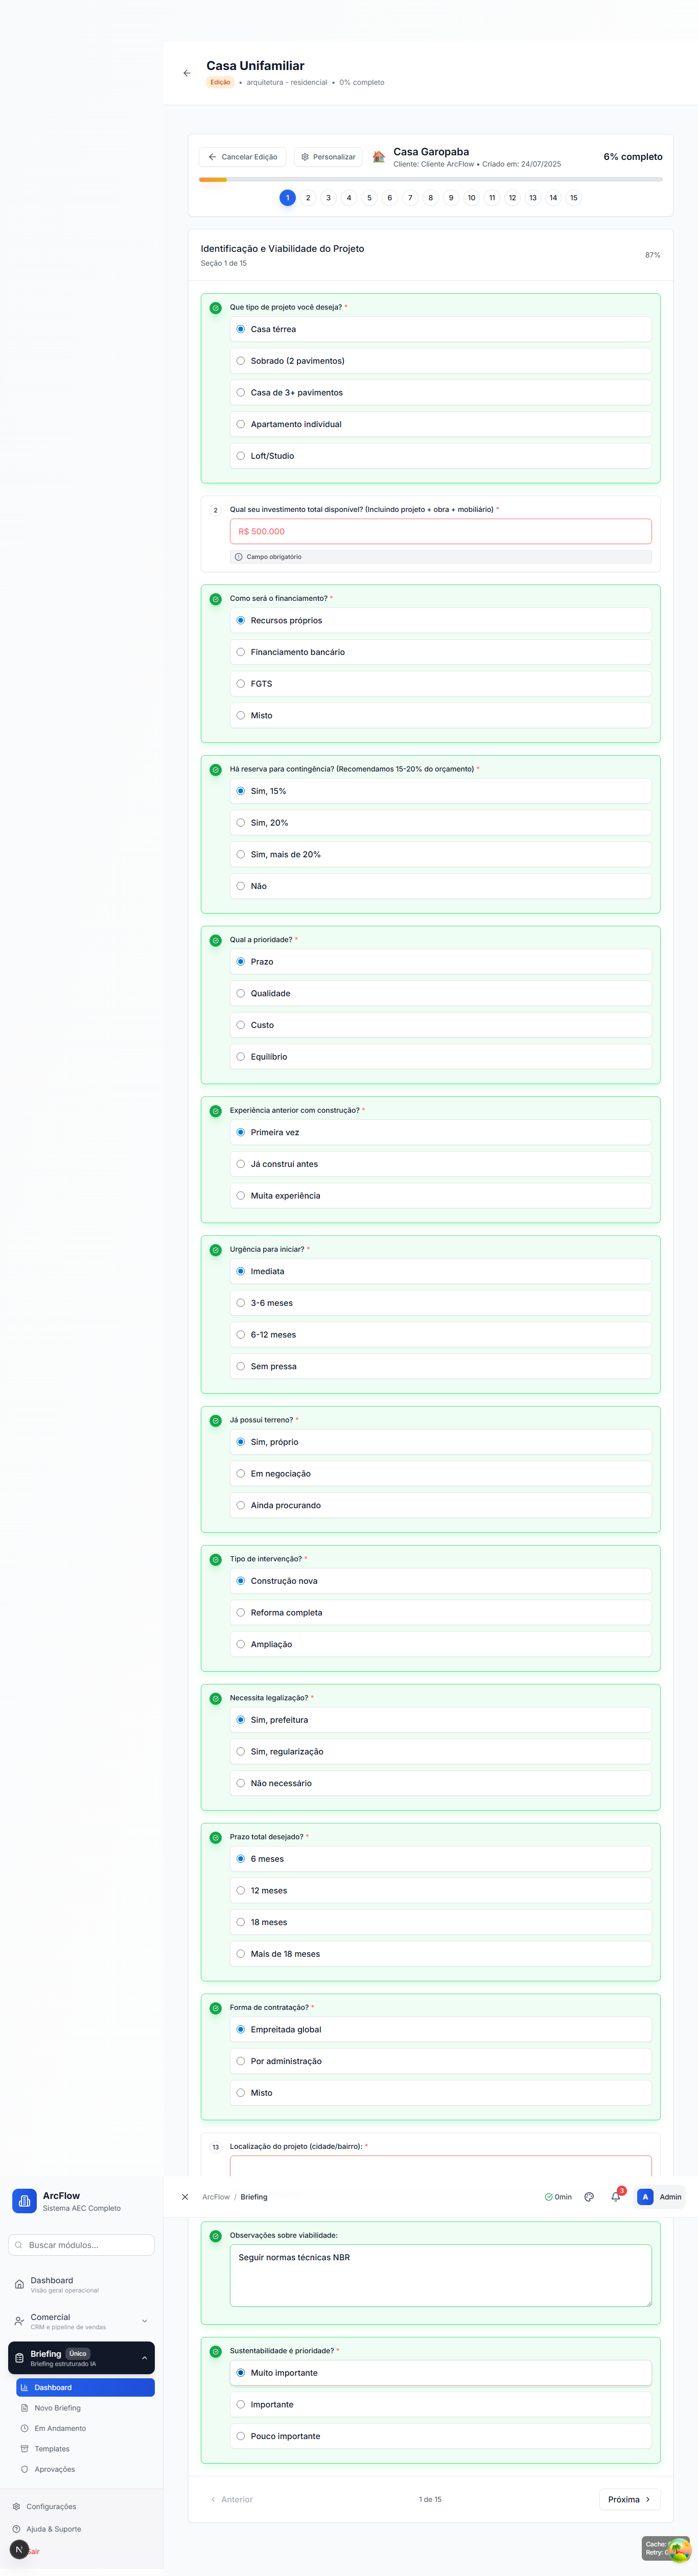 Casa Unifamiliar
Edição • arquitetura - residencial • 0% completo
Cancelar Edição
Personalizar
Casa Garopaba
Cliente: Cliente ArcFlow • Criado em: 24/07/2025
6% completo
1 2 3 4 5 6 7 8 9 10 11 12 13 14 15
Identificação e Viabilidade do Projeto
Seção 1 de 15
87%
Que tipo de projeto você deseja? *
Casa térrea
Sobrado (2 pavimentos)
Casa de 3+ pavimentos
Apartamento individual
Loft/Studio
2
Qual seu investimento total disponível? (Incluindo projeto + obra + mobiliário) *
R$ 500.000
Campo obrigatório
Como será o financiamento? *
Recursos próprios
Financiamento bancário
FGTS
Misto
Há reserva para contingência? (Recomendamos 15-20% do orçamento) *
Sim, 15%
Sim, 20%
Sim, mais de 20%
Não
Qual a prioridade? *
Prazo
Qualidade
Custo
Equilíbrio
Experiência anterior com construção? *
Primeira vez
Já construí antes
Muita experiência
Urgência para iniciar? *
Imediata
3-6 meses
6-12 meses
Sem pressa
Já possui terreno? *
Sim, próprio
Em negociação
Ainda procurando
Tipo de intervenção? *
Construção nova
Reforma completa
Ampliação
Necessita legalização? *
Sim, prefeitura
Sim, regularização
Não necessário
Prazo total desejado? *
6 meses
12 meses
18 meses
Mais de 18 meses
Forma de contratação? *
Empreitada global
Por administração
Misto
13
Localização do projeto (cidade/bairro): *
ArcFlow
Sistema AEC Completo
ArcFlow / Briefing
0min
3
A
Admin
Buscar módulos...
Dashboard
Visão geral operacional
Comercial
CRM e pipeline de vendas
Briefing Único
Briefing estruturado IA
Dashboard
Novo Briefing
Em Andamento
Templates
Aprovações
Configurações
Ajuda & Suporte
N
Sair
Observações sobre viabilidade:
Seguir normas técnicas NBR
Sustentabilidade é prioridade? *
Muito importante
Importante
Pouco importante
Anterior
1 de 15
Próxima
Cache:
Retry: